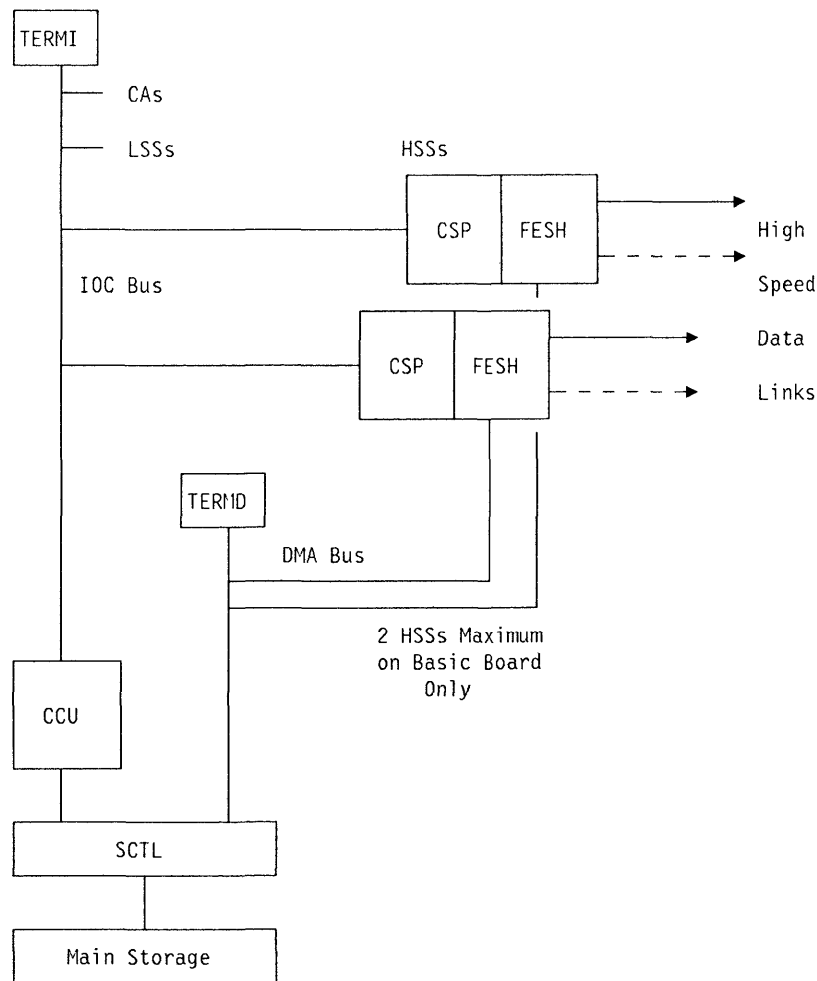 TERMI
CAs
LSSs
HSSs
CSP FESH
High
IOC Bus
Speed
CSP FESH
Data
Links
TERMD
DMA Bus
2 HSSs Maximum
on Basic Board
Only
CCU
SCTL
Main Storage